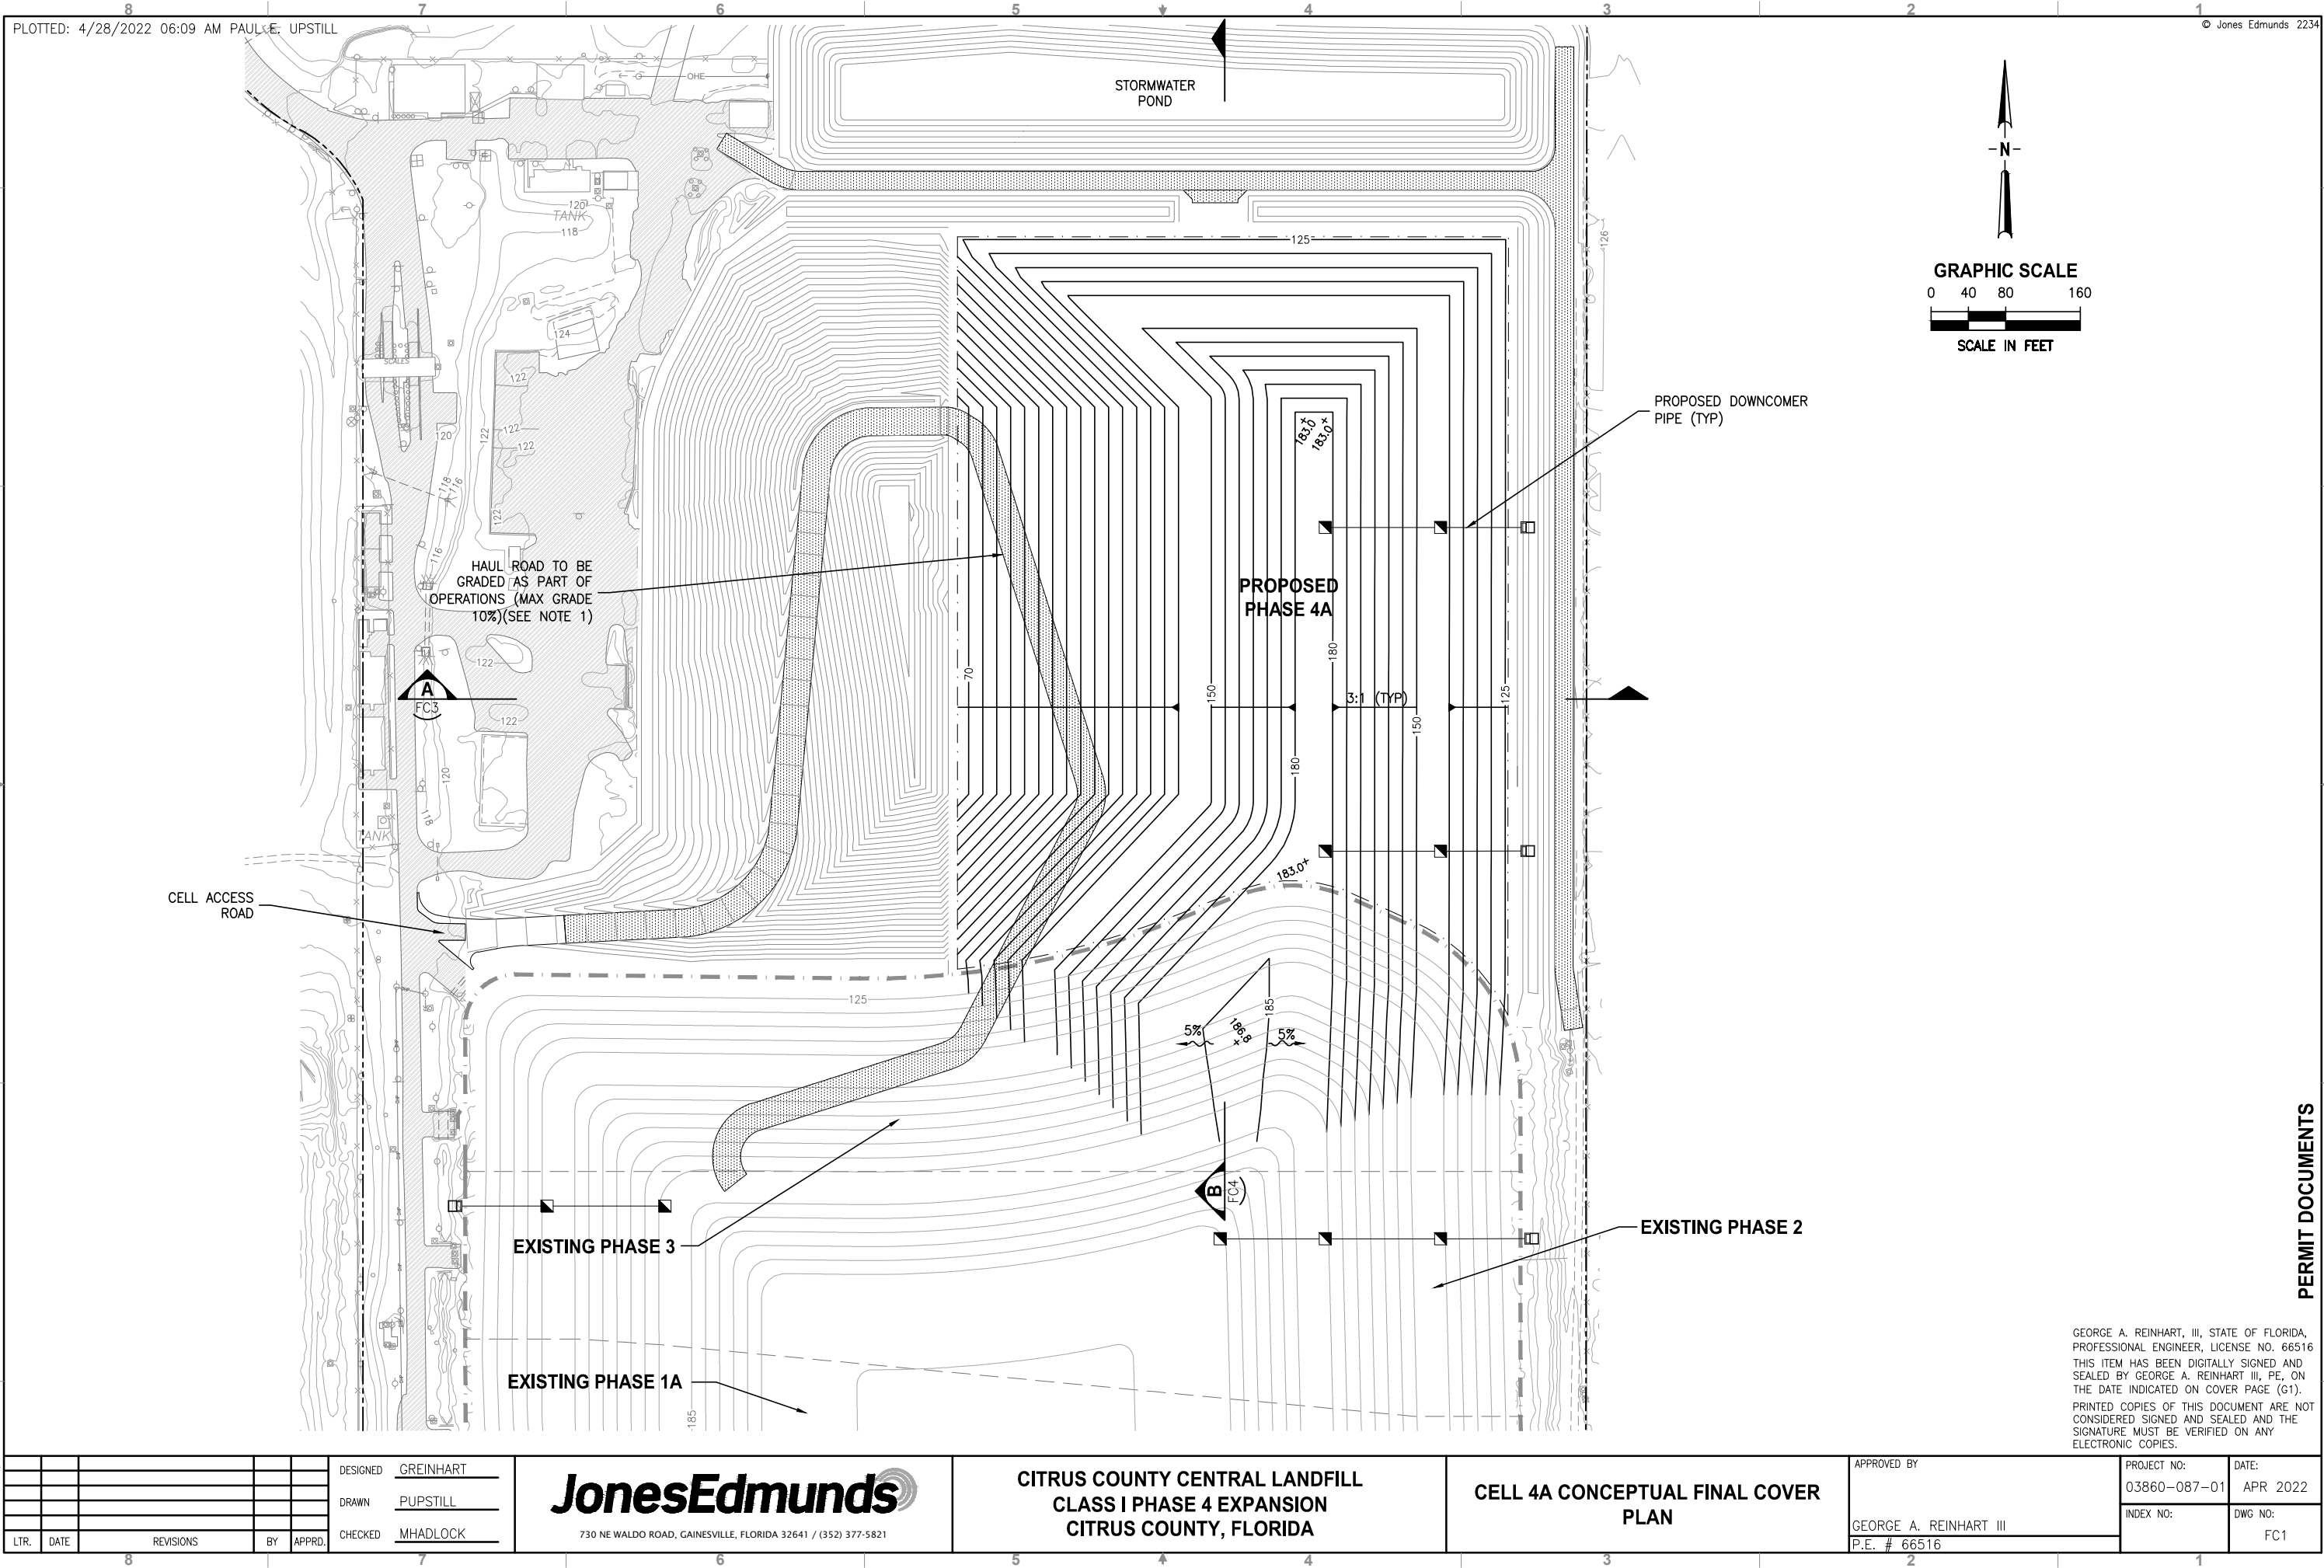 8 7 6 5 4 3 2 1
PLOTTED: 4/28/2022 06:09 AM PAUL E. UPSTILL
© Jones Edmunds 2234
OHE
STORMWATER
POND
-N-
GRAPHIC SCALE
0 40 80 160
SCALE IN FEET
120
TANK
118
125
126
124
SCALES
122
120
122
122
122
118
116
122
116
183.0
183.0
PROPOSED DOWNCOMER
PIPE (TYP)
HAUL ROAD TO BE
GRADED AS PART OF
OPERATIONS (MAX GRADE
10%)(SEE NOTE 1)
PROPOSED
PHASE 4A
122
70
150
180
3:1 (TYP)
150
125
A
FC3
122
120
180
118
TANK
183.0
CELL ACCESS
ROAD
125
185
5%
186.8
5%
B
FC4
EXISTING PHASE 3
EXISTING PHASE 2
EXISTING PHASE 1A
185
PERMIT DOCUMENTS
GEORGE A. REINHART, III, STATE OF FLORIDA,
PROFESSIONAL ENGINEER, LICENSE NO. 66516
THIS ITEM HAS BEEN DIGITALLY SIGNED AND
SEALED BY GEORGE A. REINHART III, PE, ON
THE DATE INDICATED ON COVER PAGE (G1).
PRINTED COPIES OF THIS DOCUMENT ARE NOT
CONSIDERED SIGNED AND SEALED AND THE
SIGNATURE MUST BE VERIFIED ON ANY
ELECTRONIC COPIES.
LTR. DATE REVISIONS BY APPRD.
DESIGNED GREINHART
DRAWN PUPSTILL
CHECKED MHADLOCK
JonesEdmunds
730 NE WALDO ROAD, GAINESVILLE, FLORIDA 32641 / (352) 377-5821
CITRUS COUNTY CENTRAL LANDFILL
CLASS I PHASE 4 EXPANSION
CITRUS COUNTY, FLORIDA
CELL 4A CONCEPTUAL FINAL COVER
PLAN
APPROVED BY
GEORGE A. REINHART III
P.E. # 66516
PROJECT NO:
03860-087-01
DATE:
APR 2022
INDEX NO:
DWG NO:
FC1
8 7 6 5 4 3 2 1